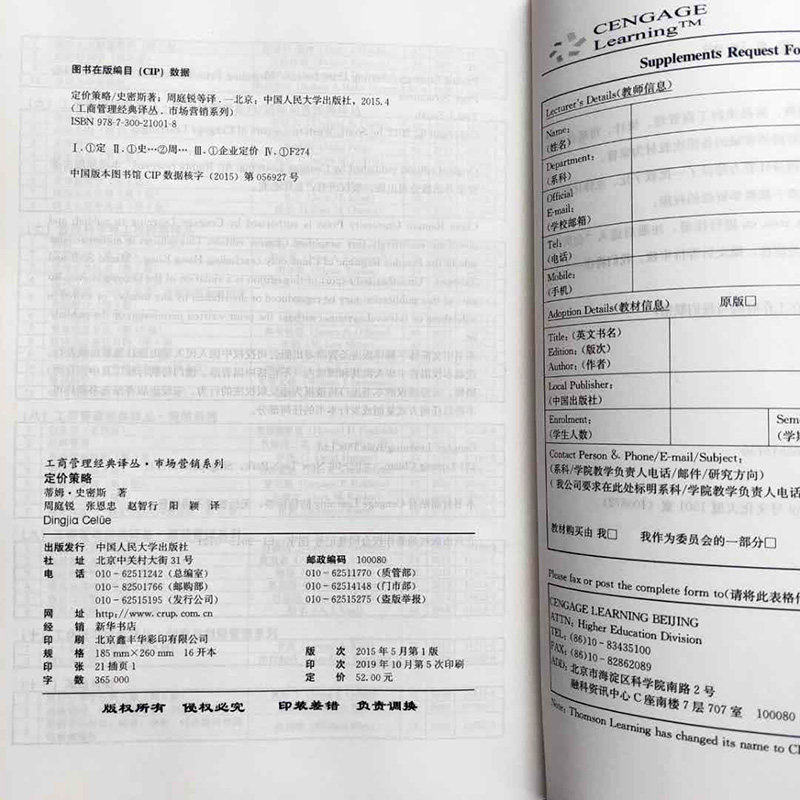 图书在版编目（CIP）数据
定价策略/史密斯著；周庭锐等译.—北京：中国人民大学出版社，2015.4
（工商管理经典译丛．市场营销系列）
ISBN 978-7-300-21001-8
Ⅰ.①定 Ⅱ.①史…②周… Ⅲ.①企业定价 Ⅳ.①F274
中国版本图书馆CIP数据核字（2015）第056927号
工商管理经典译丛·市场营销系列
定价策略
蒂姆·史密斯 著
周庭锐 张恩忠 赵智行 阳 颖 译
Dingjia Celüe
出版发行 中国人民大学出版社
社 址 北京中关村大街31号 邮政编码 100080
电 话 010-62511242（总编室） 010-62511770（质管部）
010-82501766（邮购部） 010-62514148（门市部）
010-62515195（发行公司） 010-62515275（盗版举报）
网 址 http://www.crup.com.cn
经 销 新华书店
印 刷 北京鑫丰华彩印有限公司
规 格 185 mm×260 mm 16开本 版 次 2015年5月第1版
印 张 21插页1 印 次 2019年10月第5次印刷
字 数 365 000 定 价 52.00元
版权所有 侵权必究 印装差错 负责调换
CENGAGE
Learning™
Supplements Request Fo
Lecturer's Details(教师信息)
Name:
(姓名)
Department:
(系科)
Official
E-mail:
(学校邮箱)
Tel:
(电话)
Mobile:
(手机)
Adoption Details(教材信息) 原版□
Title:(英文书名)
Edition:(版次)
Author:(作者)
Local Publisher:
(中国出版社)
Enrolment: Sem
(学生人数) (学期
Contact Person & Phone/E-mail/Subject:
(系科/学院教学负责人电话/邮件/研究方向)
(我公司要求在此处标明系科/学院教学负责人电话
教材购买由 我□ 我作为委员会的一部分□
Please fax or post the complete form to(请将此表格传
CENGAGE LEARNING BEIJING
ATTN: Higher Education Division
TEL:(86)10-83435100
FAX:(86)10-82862089
ADD:北京市海淀区科学院南路2号
融科资讯中心C座南楼7层707室 100080
Note: Thomson Learning has changed its name to CE